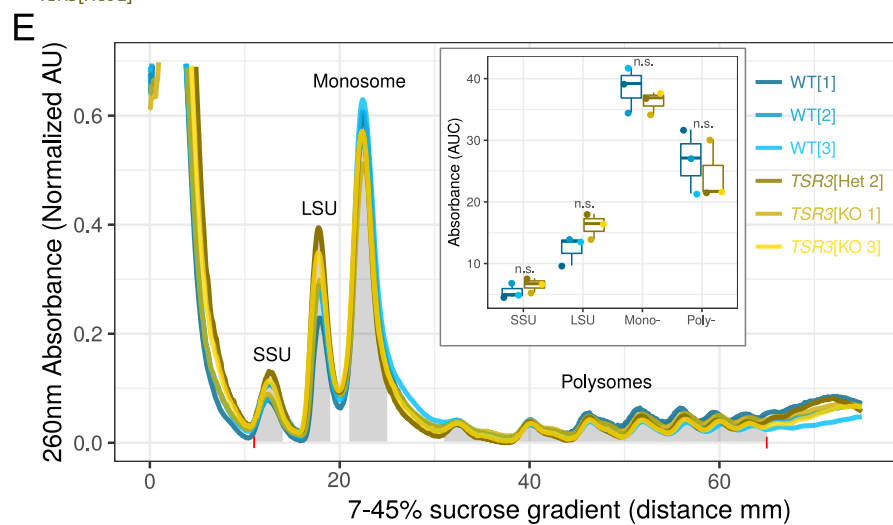 E
260nm Absorbance (Normalized AU)
0.6
0.4
0.2
0.0
0
20
40
60
7-45% sucrose gradient (distance mm)
SSU
LSU
Monosome
Polysomes
Absorbance (AUC)
40
30
20
10
n.s.
n.s.
n.s.
n.s.
SSU
LSU
Mono-
Poly-
WT[1]
WT[2]
WT[3]
TSR3[Het 2]
TSR3[KO 1]
TSR3[KO 3]